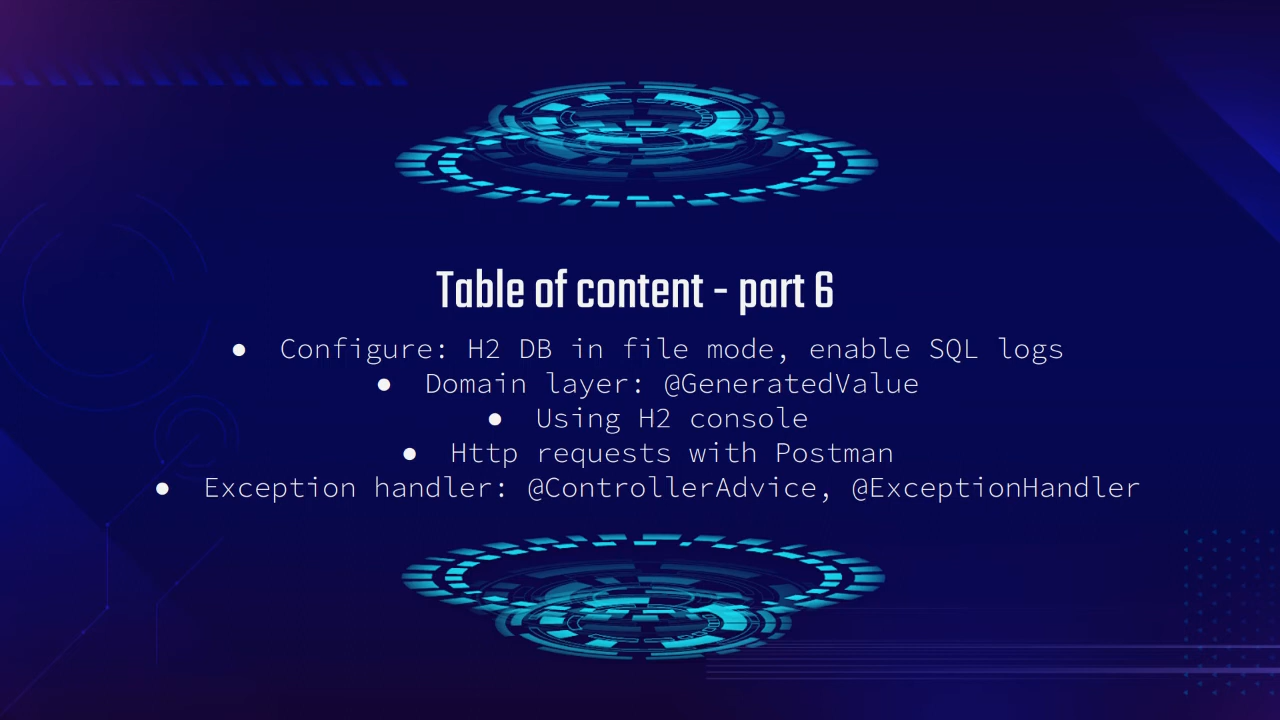 Table of content - part 6
● Configure: H2 DB in file mode, enable SQL logs
● Domain layer: @GeneratedValue
● Using H2 console
● Http requests with Postman
● Exception handler: @ControllerAdvice, @ExceptionHandler